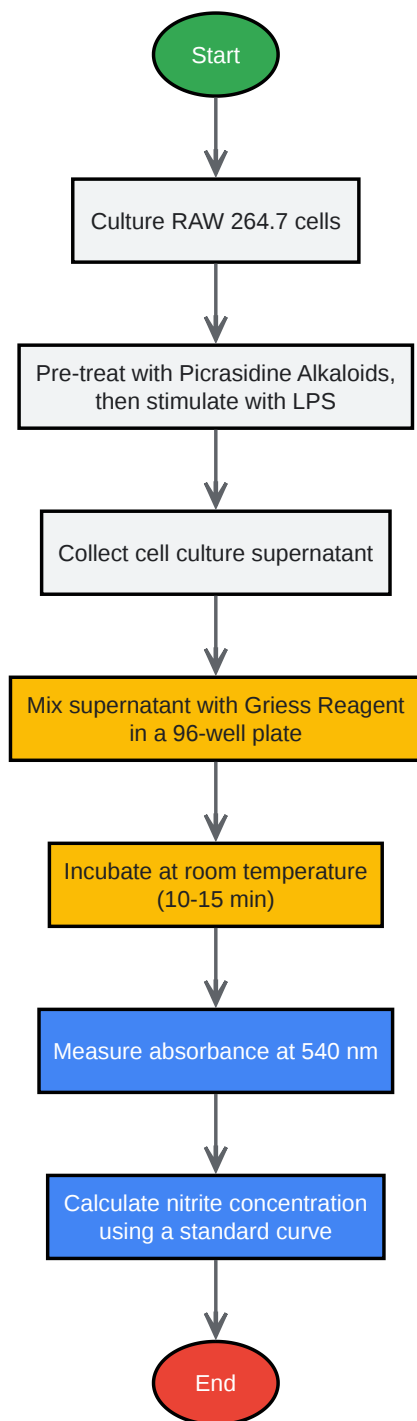 Start
Culture RAW 264.7 cells
Pre-treat with Picrasidine Alkaloids,
then stimulate with LPS
Collect cell culture supernatant
Mix supernatant with Griess Reagent
in a 96-well plate
Incubate at room temperature
(10-15 min)
Measure absorbance at 540 nm
Calculate nitrite concentration
using a standard curve
End